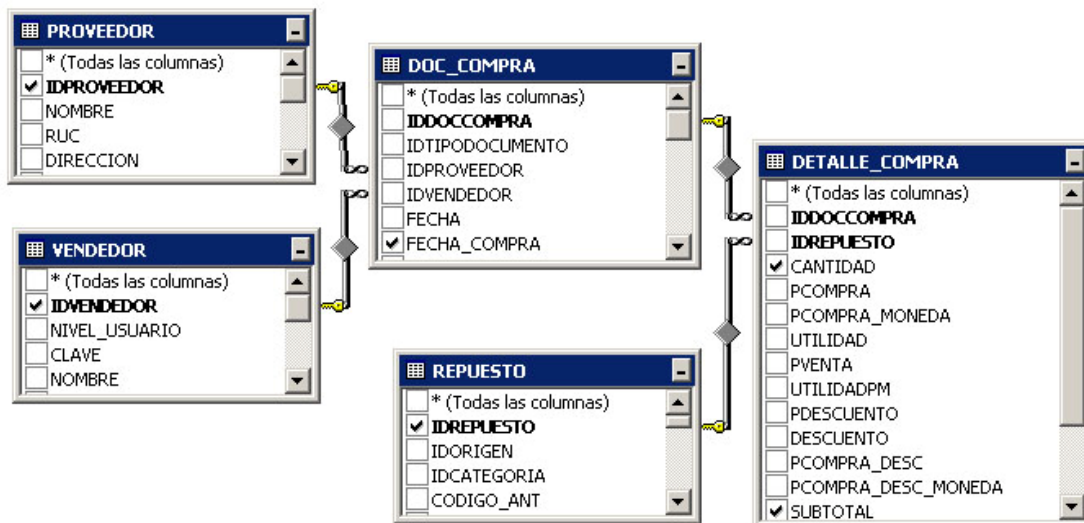 PROVEEDOR
* (Todas las columnas)
IDPROVEEDOR
NOMBRE
RUC
DIRECCION
VENDEDOR
* (Todas las columnas)
IDVENDEDOR
NIVEL_USUARIO
CLAVE
NOMBRE
DOC_COMPRA
* (Todas las columnas)
IDDOCCOMPRA
IDTIPODOCUMENTO
IDPROVEEDOR
IDVENDEDOR
FECHA
FECHA_COMPRA
REPUESTO
* (Todas las columnas)
IDREPUESTO
IDORIGEN
IDCATEGORIA
CODIGO_ANT
DETALLE_COMPRA
* (Todas las columnas)
IDDOCCOMPRA
IDREPUESTO
CANTIDAD
PCOMPRA
PCOMPRA_MONEDA
UTILIDAD
PVENTA
UTILIDADPM
PDESCUENTO
DESCUENTO
PCOMPRA_DESC
PCOMPRA_DESC_MONEDA
SUBTOTAL